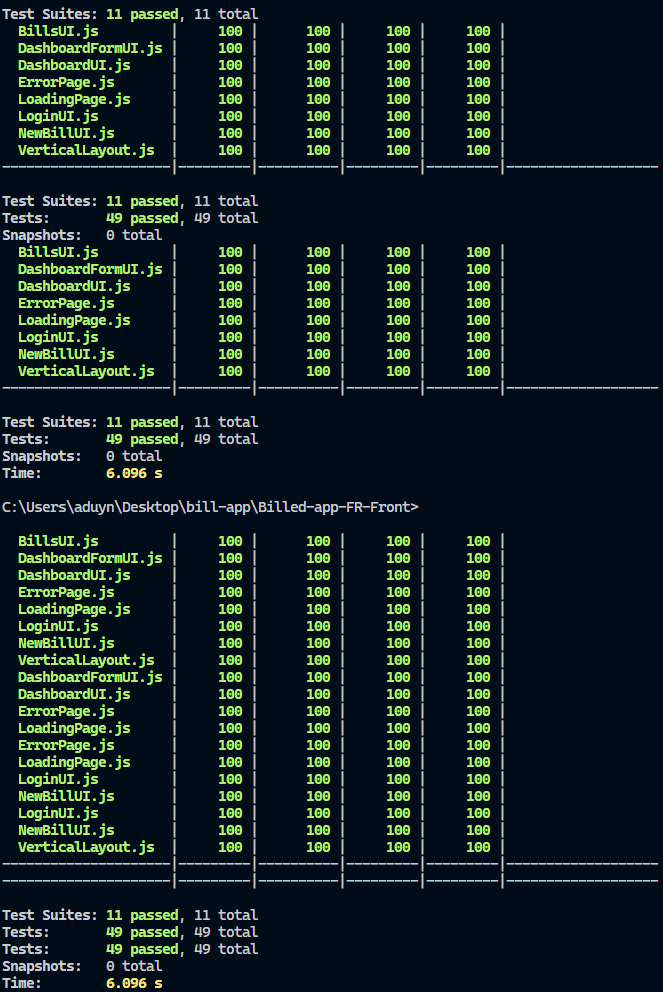 Test Suites: 11 passed, 11 total
  BillsUI.js         |     100 |      100 |     100 |     100 |
  DashboardFormUI.js |     100 |      100 |     100 |     100 |
  DashboardUI.js     |     100 |      100 |     100 |     100 |
  ErrorPage.js       |     100 |      100 |     100 |     100 |
  LoadingPage.js     |     100 |      100 |     100 |     100 |
  LoginUI.js         |     100 |      100 |     100 |     100 |
  NewBillUI.js       |     100 |      100 |     100 |     100 |
  VerticalLayout.js  |     100 |      100 |     100 |     100 |
---------------------|---------|----------|---------|---------|-------------------
Test Suites: 11 passed, 11 total
Tests:       49 passed, 49 total
Snapshots:   0 total
  BillsUI.js         |     100 |      100 |     100 |     100 |
  DashboardFormUI.js |     100 |      100 |     100 |     100 |
  DashboardUI.js     |     100 |      100 |     100 |     100 |
  ErrorPage.js       |     100 |      100 |     100 |     100 |
  LoadingPage.js     |     100 |      100 |     100 |     100 |
  LoginUI.js         |     100 |      100 |     100 |     100 |
  NewBillUI.js       |     100 |      100 |     100 |     100 |
  VerticalLayout.js  |     100 |      100 |     100 |     100 |
---------------------|---------|----------|---------|---------|-------------------
Test Suites: 11 passed, 11 total
Tests:       49 passed, 49 total
Snapshots:   0 total
Time:        6.096 s
C:\Users\aduyn\Desktop\bill-app\Billed-app-FR-Front>
  BillsUI.js         |     100 |      100 |     100 |     100 |
  DashboardFormUI.js |     100 |      100 |     100 |     100 |
  DashboardUI.js     |     100 |      100 |     100 |     100 |
  ErrorPage.js       |     100 |      100 |     100 |     100 |
  LoadingPage.js     |     100 |      100 |     100 |     100 |
  LoginUI.js         |     100 |      100 |     100 |     100 |
  NewBillUI.js       |     100 |      100 |     100 |     100 |
  VerticalLayout.js  |     100 |      100 |     100 |     100 |
  DashboardFormUI.js |     100 |      100 |     100 |     100 |
  DashboardUI.js     |     100 |      100 |     100 |     100 |
  ErrorPage.js       |     100 |      100 |     100 |     100 |
  LoadingPage.js     |     100 |      100 |     100 |     100 |
  ErrorPage.js       |     100 |      100 |     100 |     100 |
  LoadingPage.js     |     100 |      100 |     100 |     100 |
  LoginUI.js         |     100 |      100 |     100 |     100 |
  NewBillUI.js       |     100 |      100 |     100 |     100 |
  LoginUI.js         |     100 |      100 |     100 |     100 |
  NewBillUI.js       |     100 |      100 |     100 |     100 |
  VerticalLayout.js  |     100 |      100 |     100 |     100 |
---------------------|---------|----------|---------|---------|-------------------
---------------------|---------|----------|---------|---------|-------------------
Test Suites: 11 passed, 11 total
Tests:       49 passed, 49 total
Tests:       49 passed, 49 total
Snapshots:   0 total
Time:        6.096 s